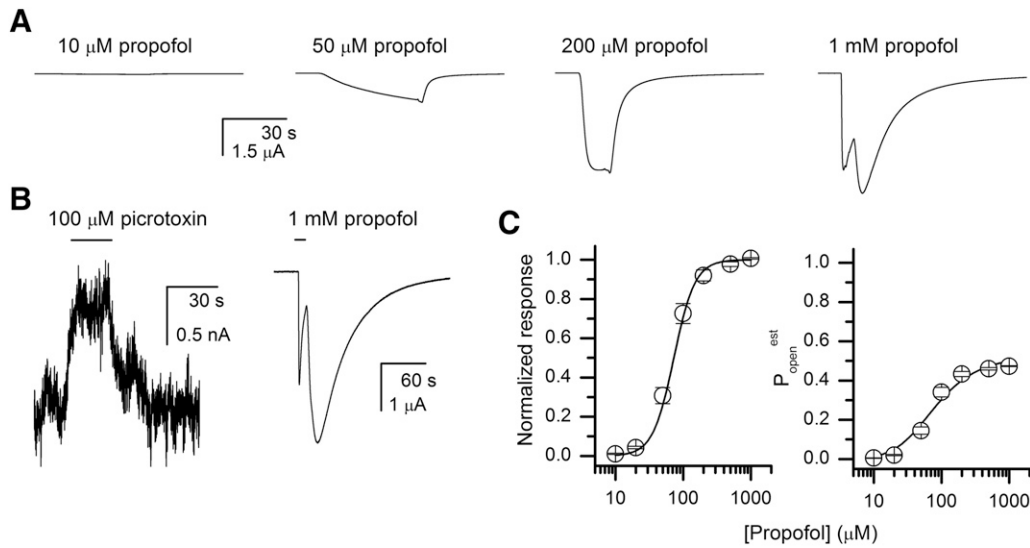 A
10 μM propofol
50 μM propofol
200 μM propofol
1 mM propofol
30 s
1.5 μA
B
100 μM picrotoxin
30 s
0.5 nA
1 mM propofol
60 s
1 μA
C
Normalized response
1.0
0.8
0.6
0.4
0.2
0.0
10
100
1000
P open est
1.0
0.8
0.6
0.4
0.2
0.0
10
100
1000
[Propofol] (μM)